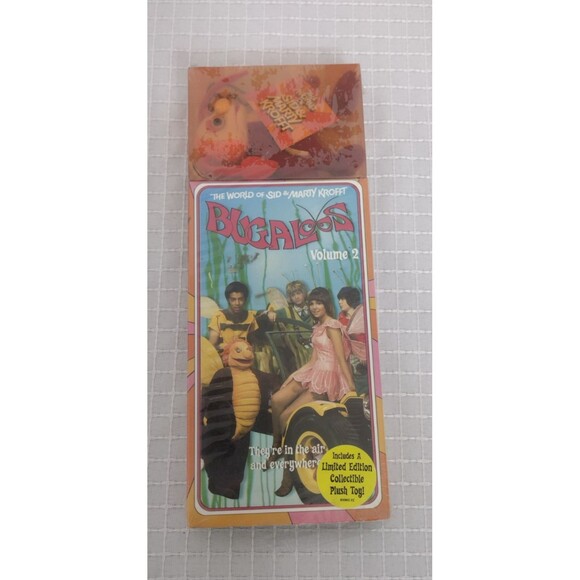 THE WORLD OF SID & MARTY KROFFT
BUGALOOS
Volume 2
They're in the air
and everywhere
Includes A
Limited Edition
Collectible
Plush Toy!